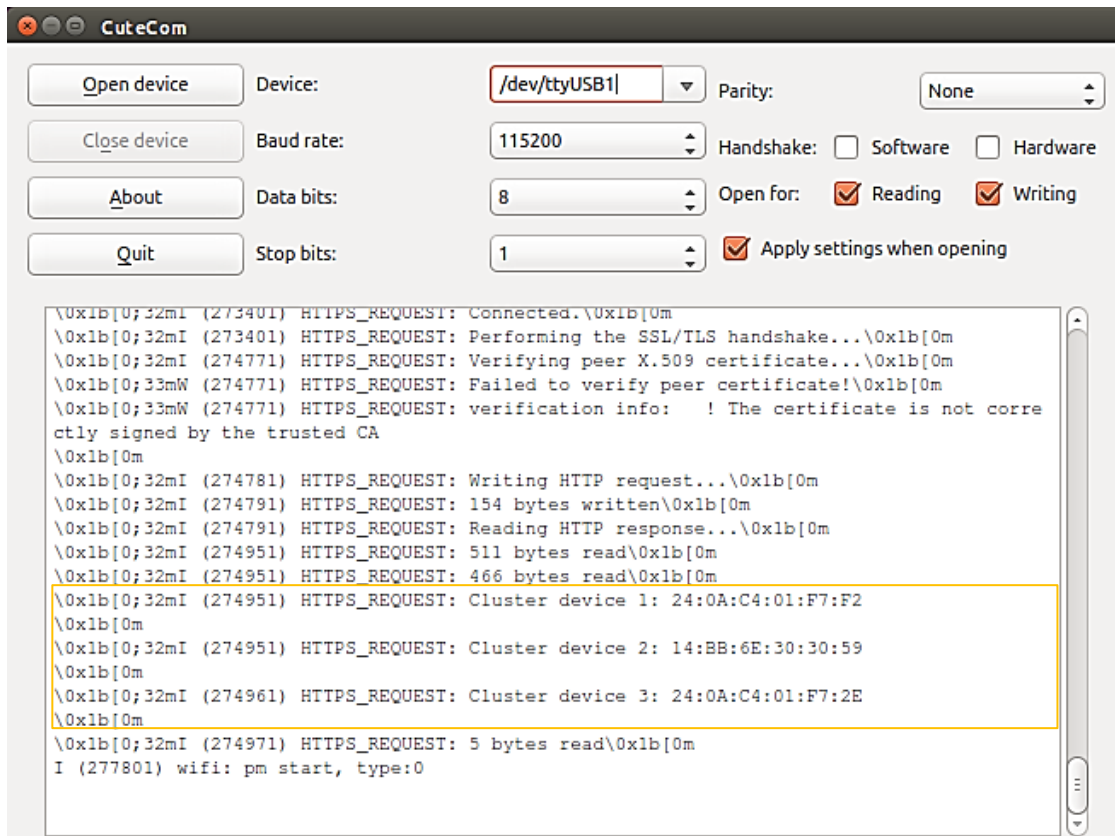 CuteCom
Open device Device: /dev/ttyUSB1 Parity: None
Close device Baud rate: 115200 Handshake: Software Hardware
About Data bits: 8 Open for: Reading Writing
Quit Stop bits: 1 Apply settings when opening
\0x1b[0;32mI (273401) HTTPS_REQUEST: Connected.\0x1b[0m
\0x1b[0;32mI (273401) HTTPS_REQUEST: Performing the SSL/TLS handshake...\0x1b[0m
\0x1b[0;32mI (274771) HTTPS_REQUEST: Verifying peer X.509 certificate...\0x1b[0m
\0x1b[0;33mW (274771) HTTPS_REQUEST: Failed to verify peer certificate!\0x1b[0m
\0x1b[0;33mW (274771) HTTPS_REQUEST: verification info:   ! The certificate is not corre
ctly signed by the trusted CA
\0x1b[0m
\0x1b[0;32mI (274781) HTTPS_REQUEST: Writing HTTP request...\0x1b[0m
\0x1b[0;32mI (274791) HTTPS_REQUEST: 154 bytes written\0x1b[0m
\0x1b[0;32mI (274791) HTTPS_REQUEST: Reading HTTP response...\0x1b[0m
\0x1b[0;32mI (274951) HTTPS_REQUEST: 511 bytes read\0x1b[0m
\0x1b[0;32mI (274951) HTTPS_REQUEST: 466 bytes read\0x1b[0m
\0x1b[0;32mI (274951) HTTPS_REQUEST: Cluster device 1: 24:0A:C4:01:F7:F2
\0x1b[0m
\0x1b[0;32mI (274951) HTTPS_REQUEST: Cluster device 2: 14:BB:6E:30:30:59
\0x1b[0m
\0x1b[0;32mI (274961) HTTPS_REQUEST: Cluster device 3: 24:0A:C4:01:F7:2E
\0x1b[0m
\0x1b[0;32mI (274971) HTTPS_REQUEST: 5 bytes read\0x1b[0m
I (277801) wifi: pm start, type:0